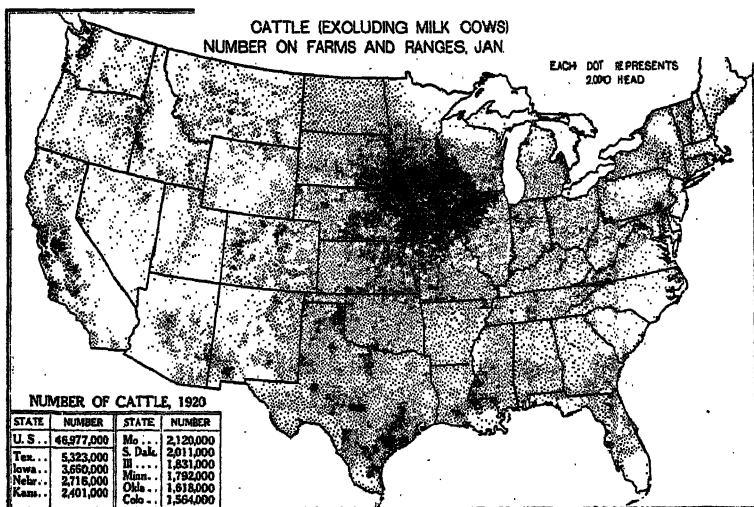 CATTLE (EXCLUDING MILK COWS)
NUMBER ON FARMS AND RANGES, JAN.
EACH DOT REPRESENTS
2,000 HEAD
NUMBER OF CATTLE, 1920
STATE NUMBER STATE NUMBER
U. S . . 46,977,000 Mo . . . 2,120,000
Tex. . . 5,323,000 S. Dak. 2,011,000
Iowa. . 3,660,000 Ill . . . 1,831,000
Nebr. . 2,716,000 Minn. . 1,792,000
Kans. . 2,401,000 Okla . . 1,618,000
Colo . . 1,564,000